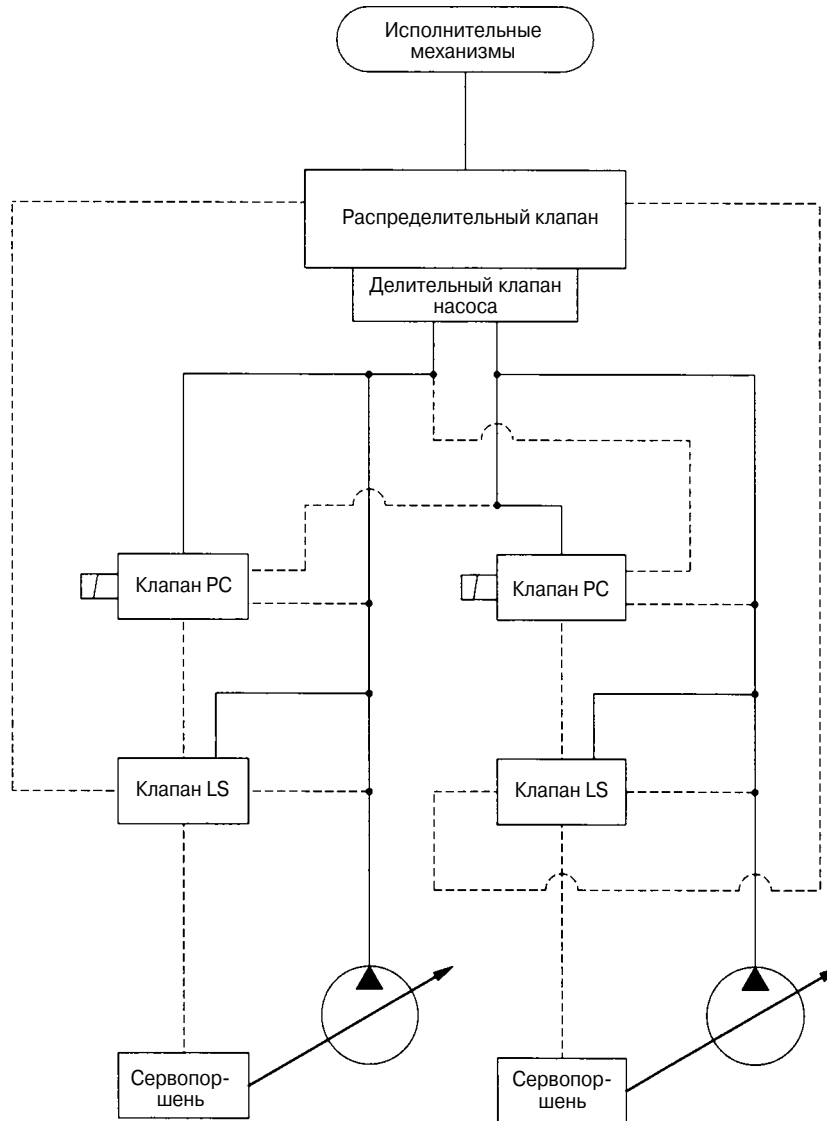 Исполнительные
механизмы
Распределительный клапан
Делительный клапан
насоса
Клапан PC
Клапан PC
Клапан LS
Клапан LS
Сервопор-
шень
Сервопор-
шень